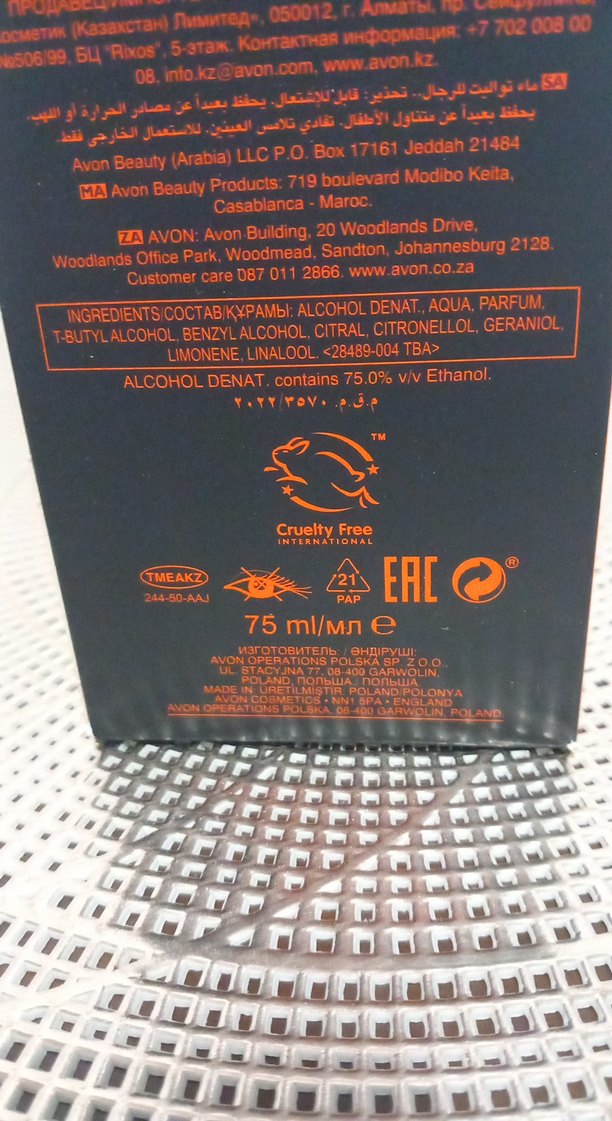 косметик (Казахстан) Лимитед», 050012, г. Алматы, пр. Сейфуллина,
№506/99, БЦ "Rixos", 5-этаж. Контактная информация: +7 702 008 00
08, info.kz@avon.com, www.avon.kz.
SA ماء تواليت للرجال.. تحذير: قابل للإشتعال. يحفظ بعيداً عن مصادر الحرارة أو اللهب.
يحفظ بعيداً عن متناول الأطفال. تفادي تلامس العينين. للاستعمال الخارجي فقط.
Avon Beauty (Arabia) LLC P.O. Box 17161 Jeddah 21484
MA Avon Beauty Products: 719 boulevard Modibo Keita,
Casablanca - Maroc.
ZA AVON: Avon Building, 20 Woodlands Drive,
Woodlands Office Park, Woodmead, Sandton, Johannesburg 2128.
Customer care 087 011 2866. www.avon.co.za
INGREDIENTS|СОСТАВ|ҚҰРАМЫ: ALCOHOL DENAT., AQUA, PARFUM,
T-BUTYL ALCOHOL, BENZYL ALCOHOL, CITRAL, CITRONELLOL, GERANIOL,
LIMONENE, LINALOOL. <28489-004 TBA>
ALCOHOL DENAT. contains 75.0% v/v Ethanol.
م.ق.م. ٢٠٢٢/٣٥٧٠
TM
Cruelty Free
INTERNATIONAL
TMEAKZ
244-50-AAJ
21
PAP
EAC
®
75 ml/мл e
ИЗГОТОВИТЕЛЬ: / ӨНДІРУШІ:
AVON OPERATIONS POLSKA SP. Z O.O.,
UL. STACYJNA 77, 08-400 GARWOLIN,
POLAND, ПОЛЬША / ПОЛЬША
MADE IN: ÜRETİLMİŞTİR: POLAND/POLONYA
AVON COSMETICS • NN1 5PA • ENGLAND
AVON OPERATIONS POLSKA, 08-400 GARWOLIN, POLAND